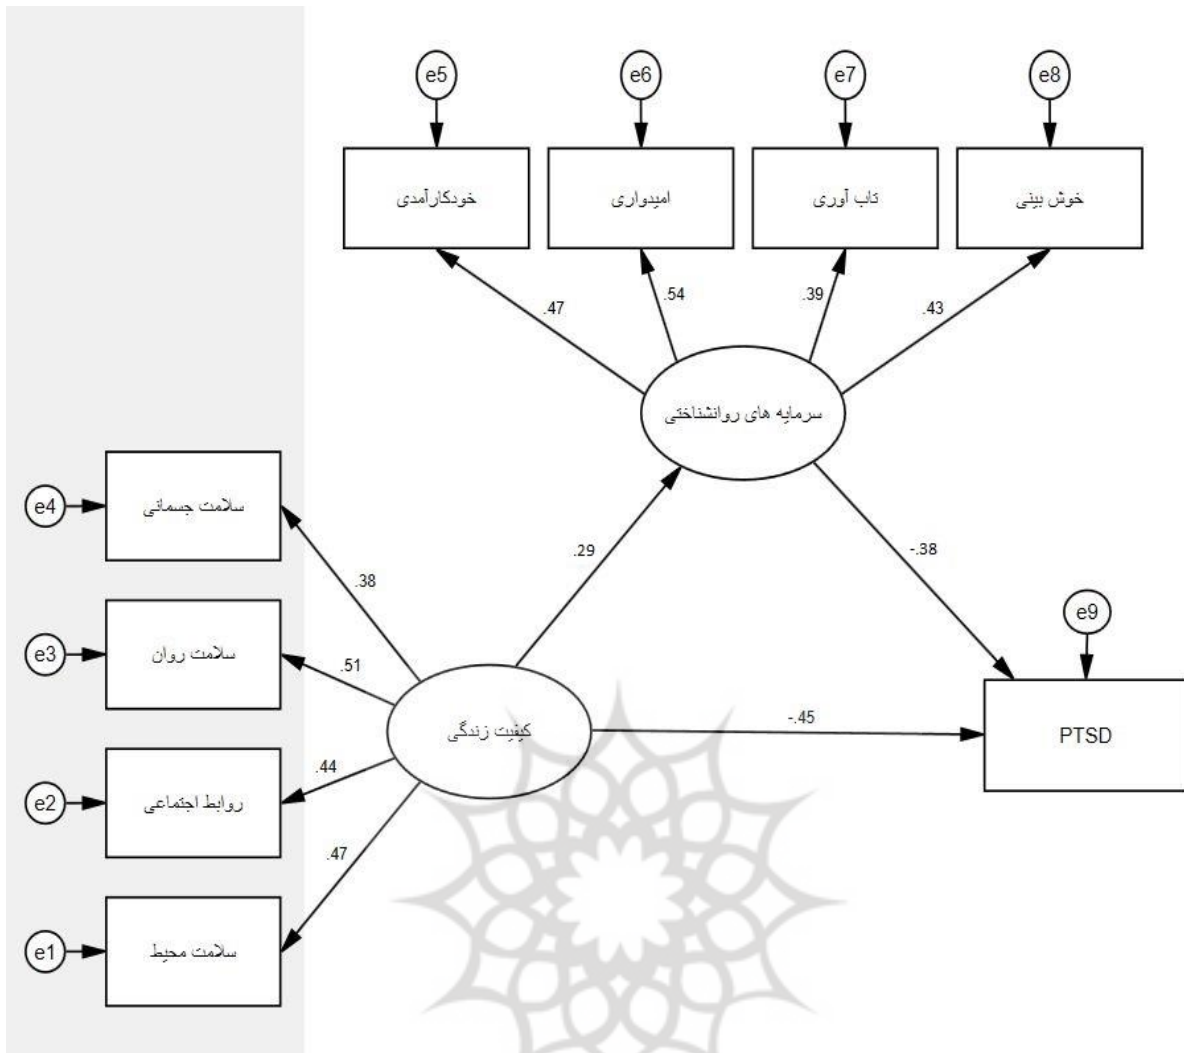 e5
e6
e7
e8
خودکارآمدی
امیدواری
تاب آوری
خوش بینی
.47
.54
.39
.43
سرمایه های روانشناختی
e4
سلامت جسمانی
.38
.29
-.38
e3
سلامت روان
.51
e9
کیفیت زندگی
-.45
PTSD
e2
روابط اجتماعی
.44
.47
e1
سلامت محیط